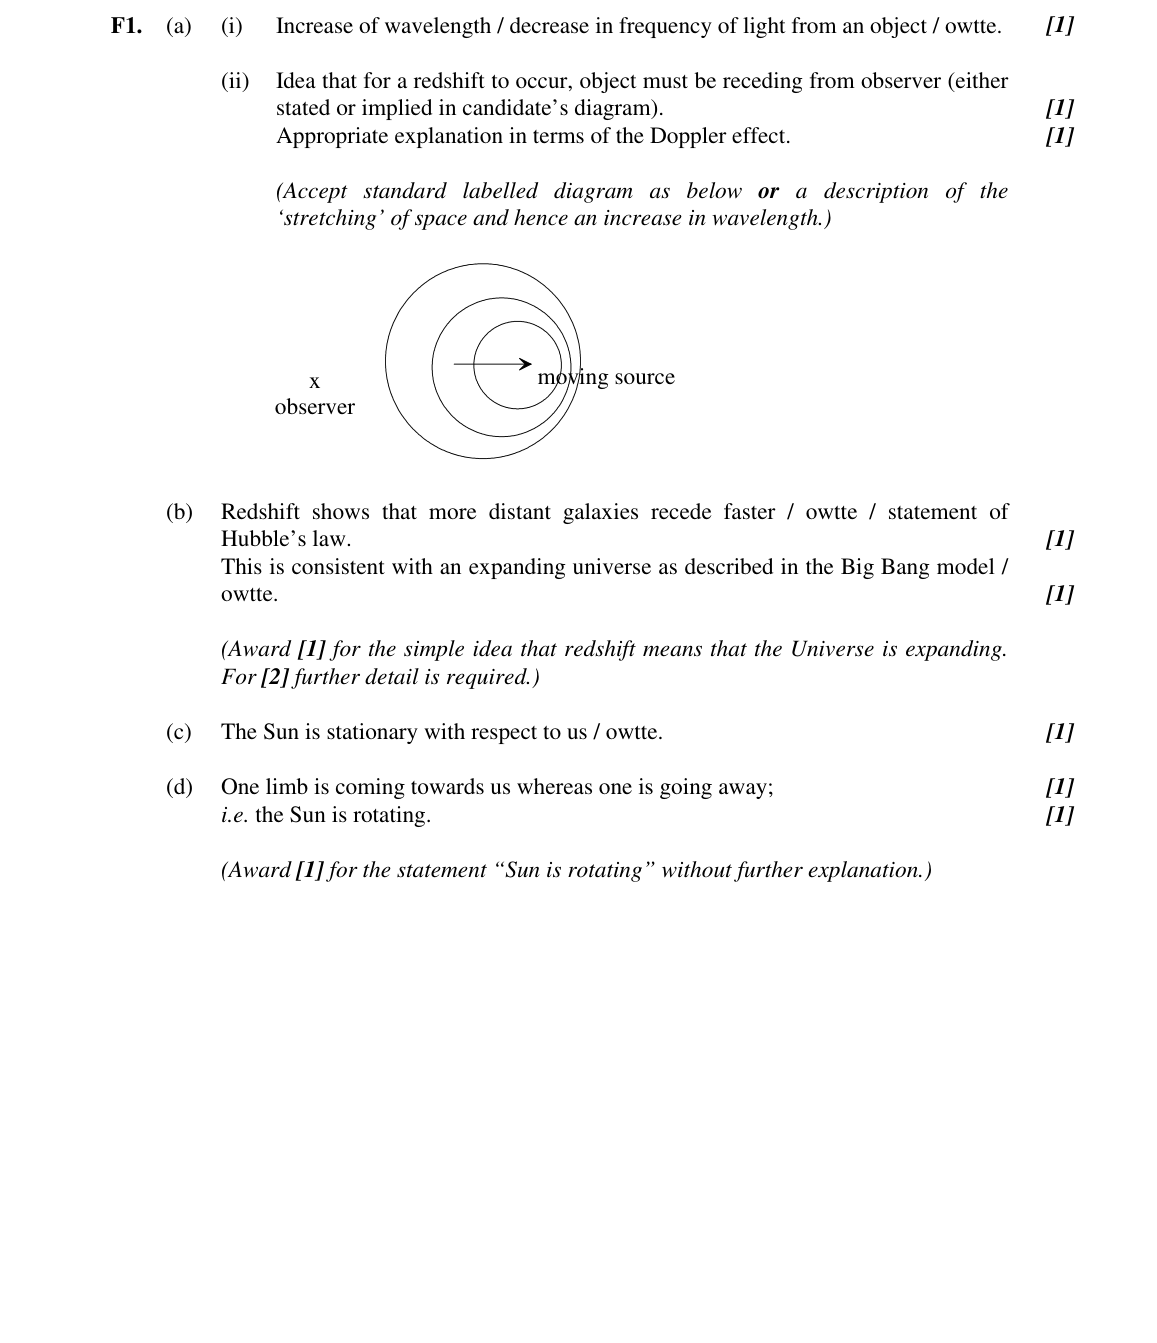 F1. (a) (i) Increase of wavelength / decrease in frequency of light from an object / owtte. [1]
(ii) Idea that for a redshift to occur, object must be receding from observer (either
stated or implied in candidate's diagram). [1]
Appropriate explanation in terms of the Doppler effect. [1]
(Accept standard labelled diagram as below or a description of the
‘stretching’ of space and hence an increase in wavelength.)
moving source
x
observer
(b) Redshift shows that more distant galaxies recede faster / owtte / statement of
Hubble's law. [1]
This is consistent with an expanding universe as described in the Big Bang model /
owtte. [1]
(Award [1] for the simple idea that redshift means that the Universe is expanding.
For [2] further detail is required.)
(c) The Sun is stationary with respect to us / owtte. [1]
(d) One limb is coming towards us whereas one is going away; [1]
i.e. the Sun is rotating. [1]
(Award [1] for the statement “Sun is rotating” without further explanation.)